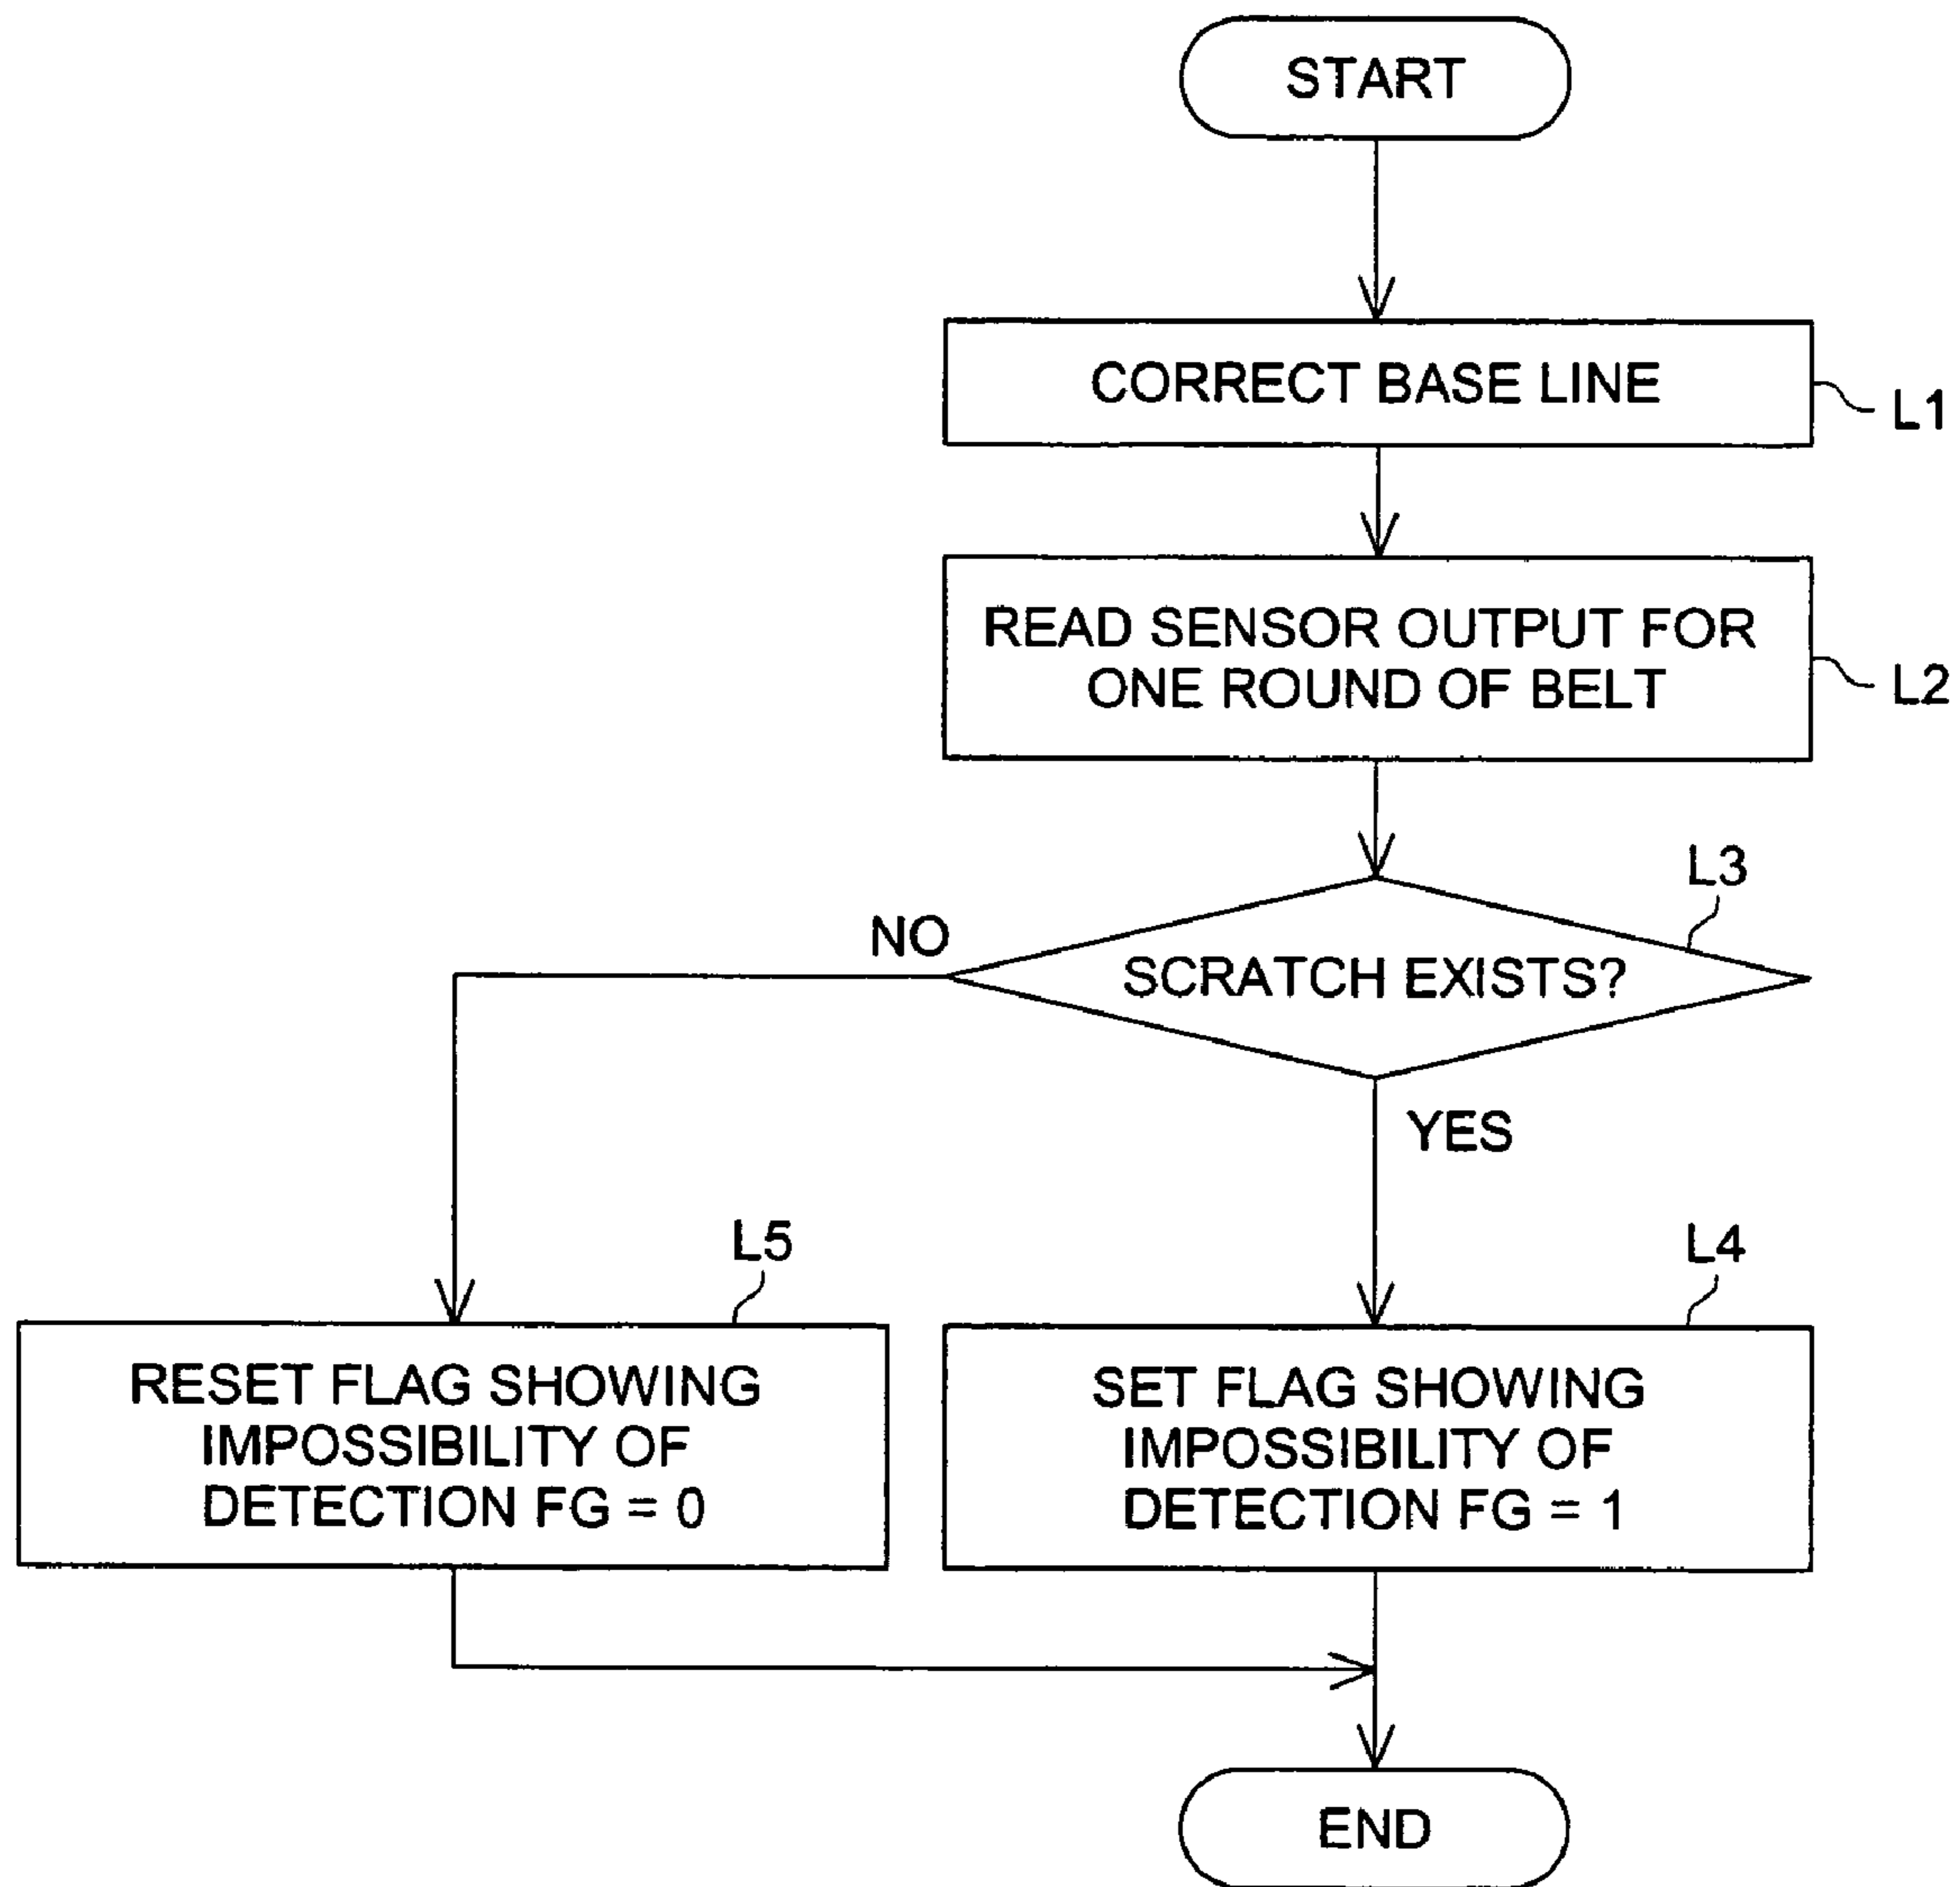 START
CORRECT BASE LINE
L1
READ SENSOR OUTPUT FOR
ONE ROUND OF BELT
L2
L3
NO
SCRATCH EXISTS?
YES
L5
L4
RESET FLAG SHOWING
IMPOSSIBILITY OF
DETECTION FG = 0
SET FLAG SHOWING
IMPOSSIBILITY OF
DETECTION FG = 1
END